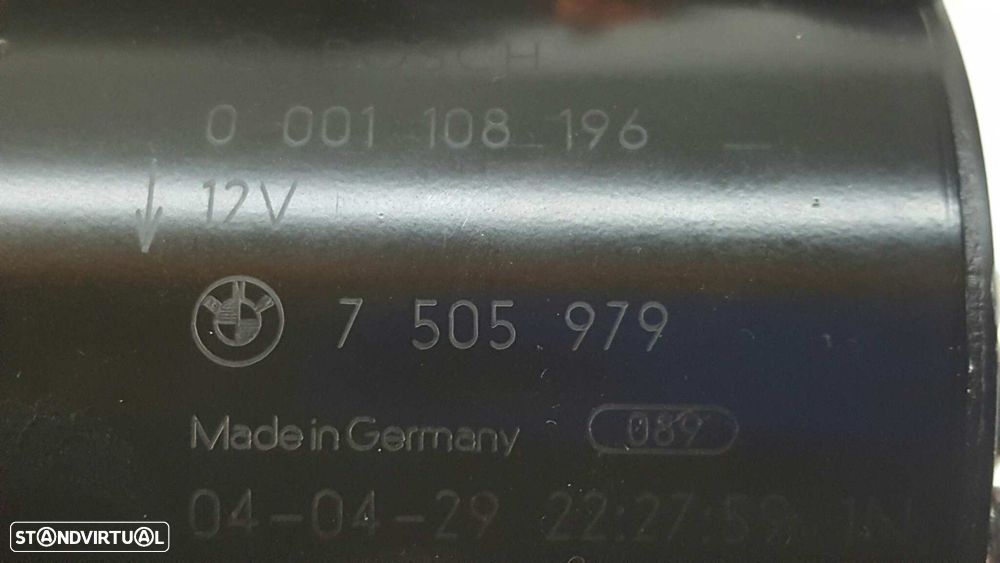 BOSCH
0 001 108 196
12V
BMW 7 505 979
Made in Germany 089
04-04-29 22:27:59
STANDVIRTUAL